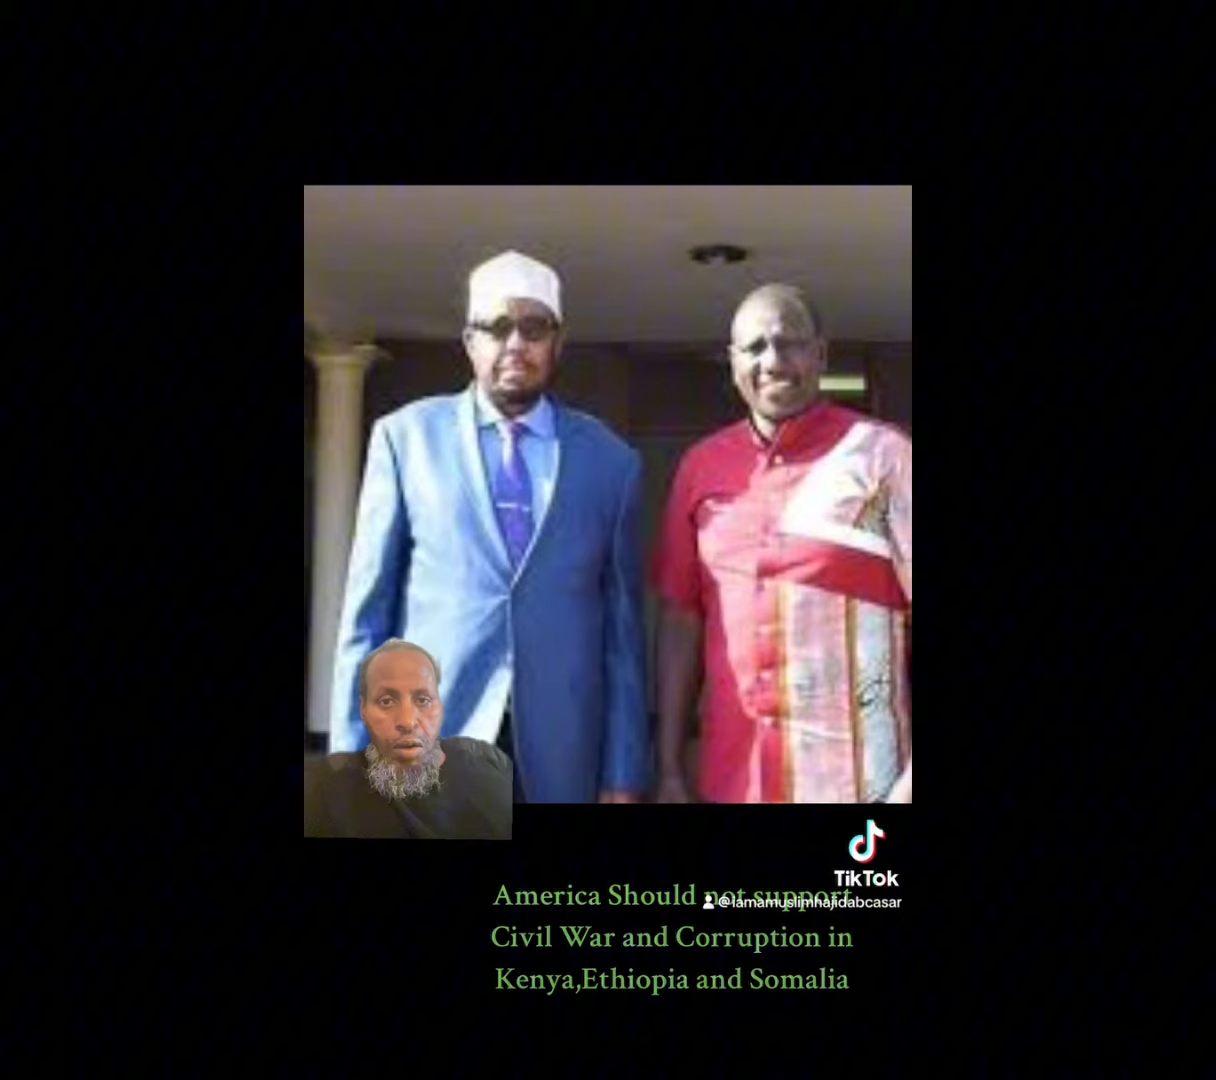 TikTok
America Should not support
@lamamuslimhajidabcasar
Civil War and Corruption in
Kenya,Ethiopia and Somalia